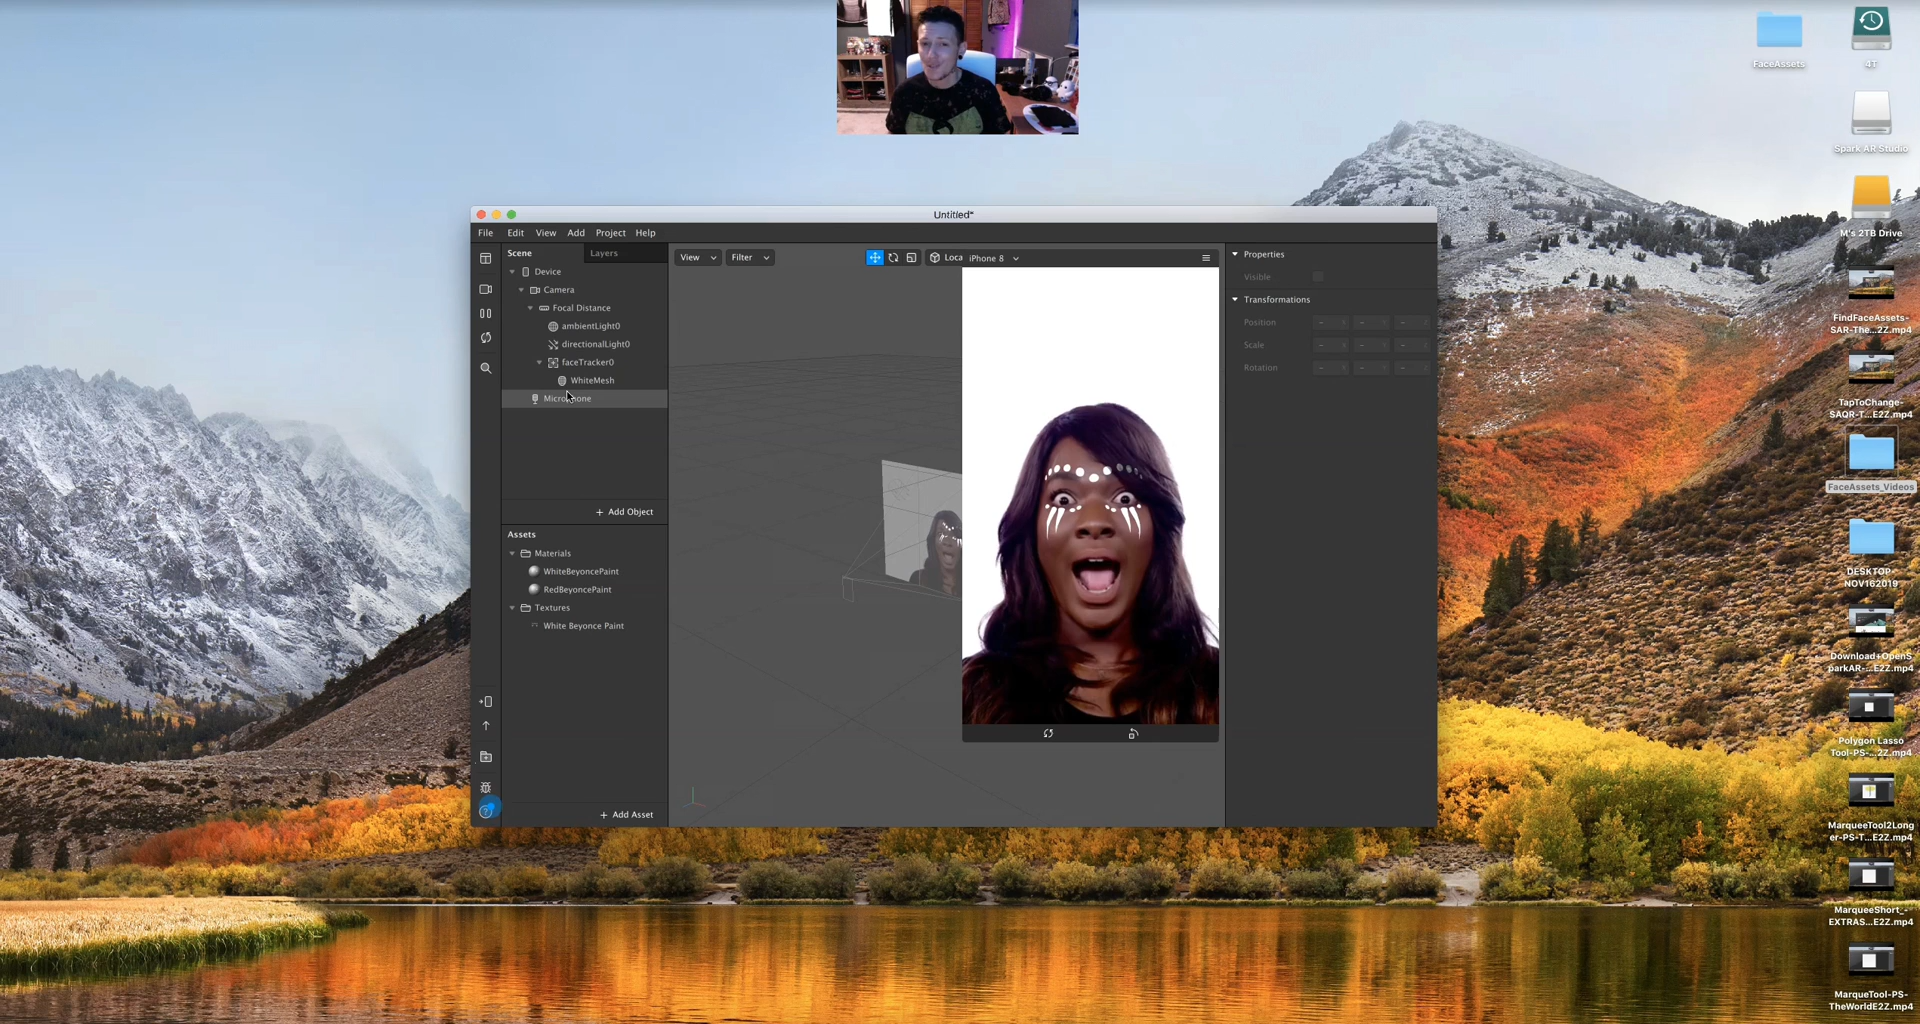 FaceAssets
4T
Spark AR Studio
M's 2TB Drive
FindFaceAssets-
SAR-The...2Z.mp4
TapToChange-
SAQR-T...E2Z.mp4
FaceAssets_Videos
DESKTOP-
NOV162019
Download+OpenS
parkAR-...E2Z.mp4
Polygon Lasso
Tool-PS-...2Z.mp4
MarqueeTool2Long
er-PS-T...E2Z.mp4
MarqueeShort_-
EXTRAS...E2Z.mp4
MarqueTool-PS-
TheWorldE2Z.mp4
Untitled*
File Edit View Add Project Help
Scene Layers
Device
Camera
Focal Distance
ambientLight0
directionalLight0
faceTracker0
WhiteMesh
Microphone
+ Add Object
Assets
Materials
WhiteBeyoncePaint
RedBeyoncePaint
Textures
White Beyonce Paint
+ Add Asset
View Filter Loca iPhone 8
Properties
Visible
Transformations
Position
Scale
Rotation